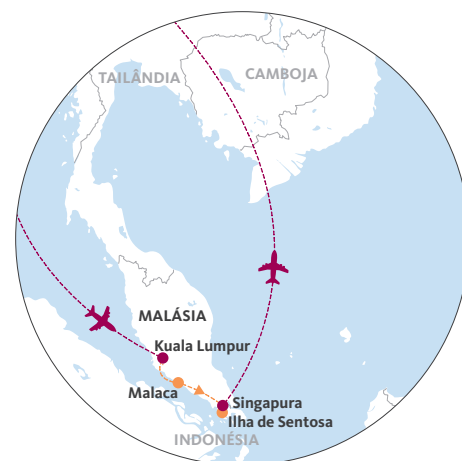 TAILÂNDIA
CAMBOJA
MALÁSIA
Kuala Lumpur
Malaca
Singapura
Ilha de Sentosa
INDONÉSIA